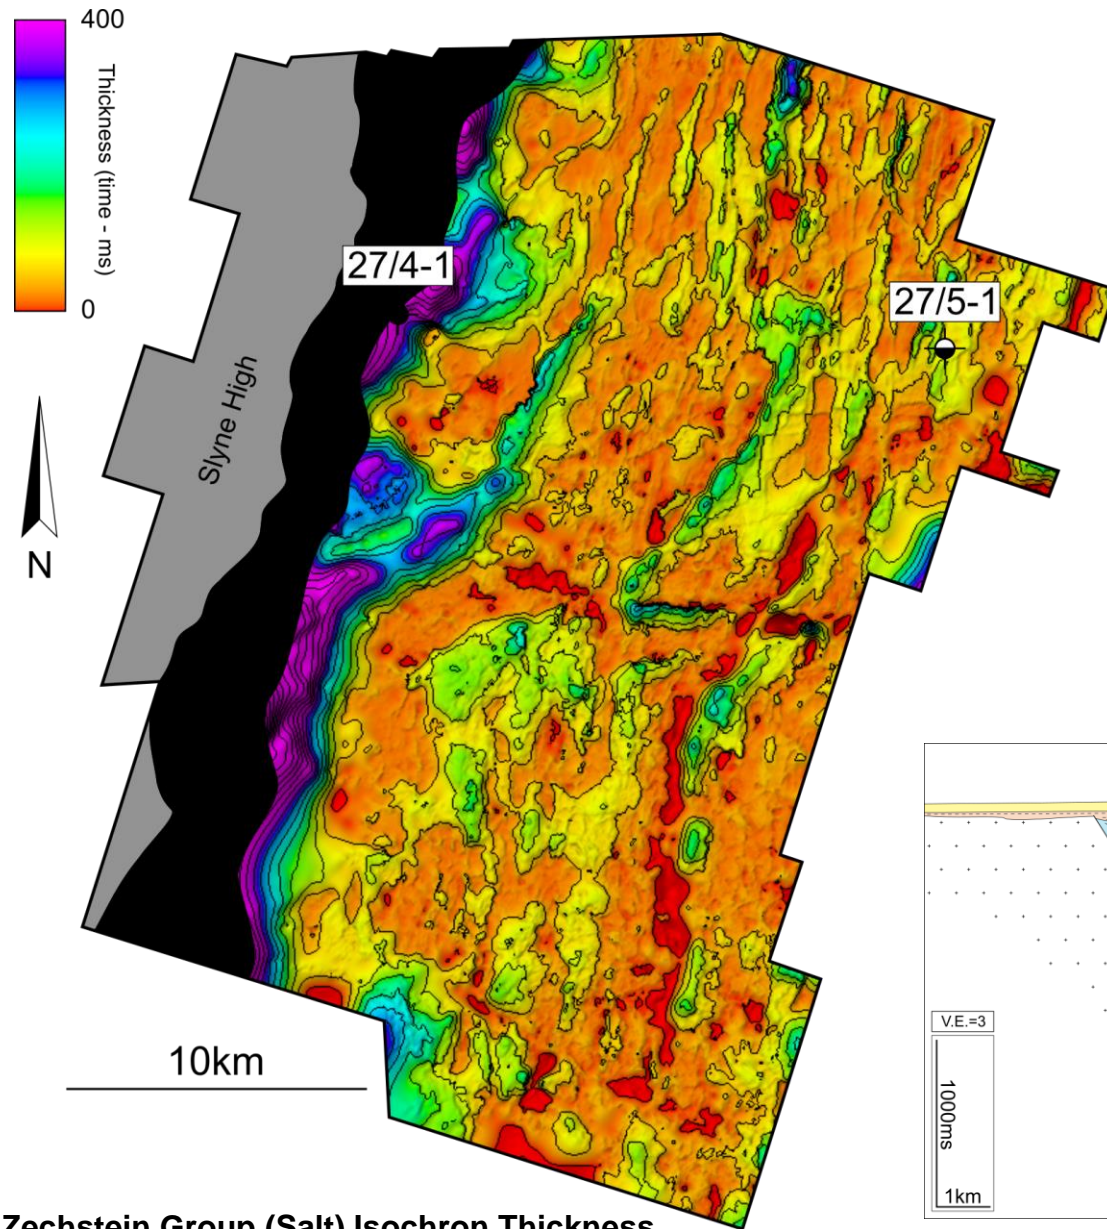 400
Thickness (time - ms)
0
27/4-1
27/5-1
Slyne High
N
10km
V.E.=3
1000ms
1km
Zechstein Group (Salt) Isochron Thickness